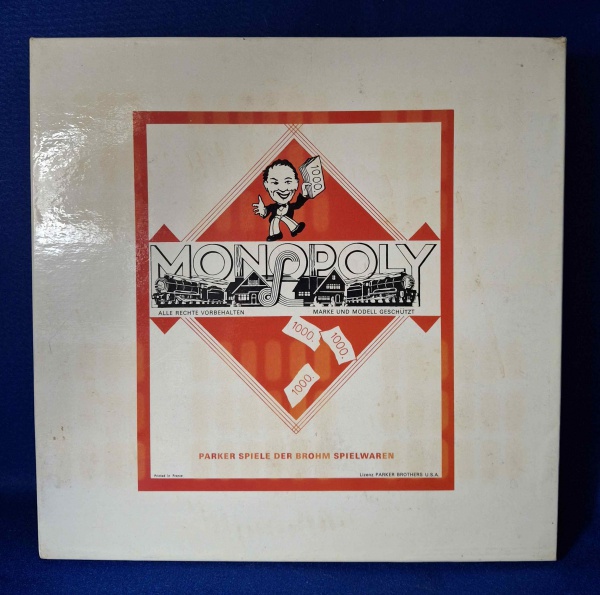 1000.
MONOPOLY
ALLE RECHTE VORBEHALTEN
MARKE UND MODELL GESCHÜTZT
1000.
1000.
1000.
PARKER SPIELE DER BROHM SPIELWAREN
Printed in France
Lizenz PARKER BROTHERS U.S.A.